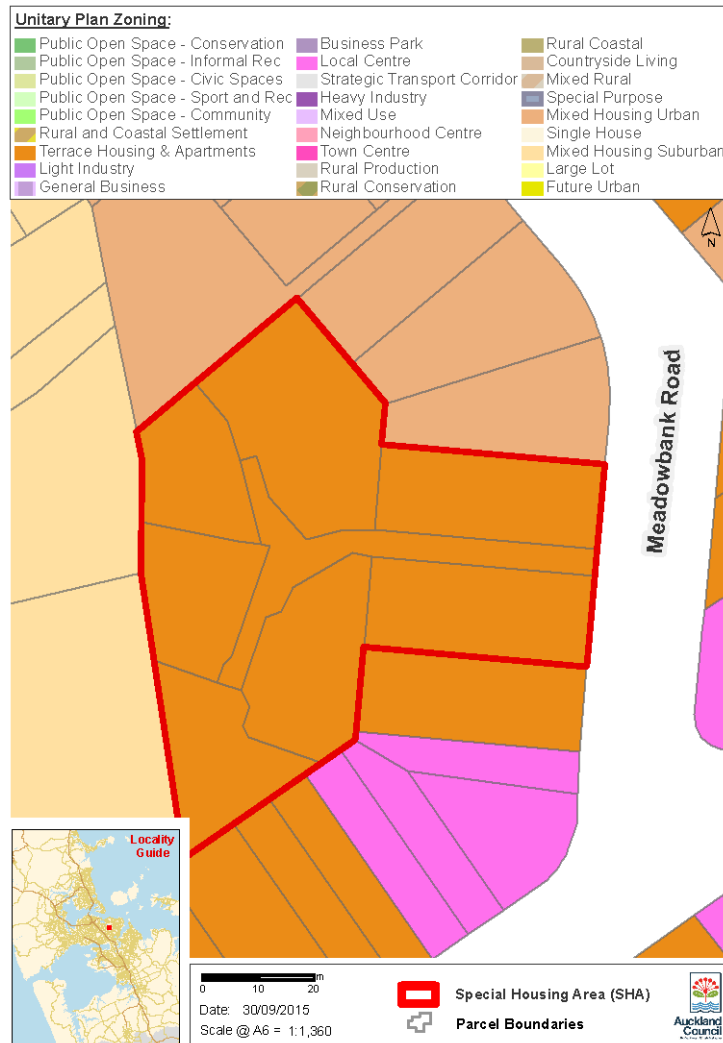 Unitary Plan Zoning:
Public Open Space - Conservation
Public Open Space - Informal Rec
Public Open Space - Civic Spaces
Public Open Space - Sport and Rec
Public Open Space - Community
Rural and Coastal Settlement
Terrace Housing & Apartments
Light Industry
General Business
Business Park
Local Centre
Strategic Transport Corridor
Heavy Industry
Mixed Use
Neighbourhood Centre
Town Centre
Rural Production
Rural Conservation
Rural Coastal
Countryside Living
Mixed Rural
Special Purpose
Mixed Housing Urban
Single House
Mixed Housing Suburban
Large Lot
Future Urban
N
Meadowbank Road
Locality
Guide
0 10 20
m
Date: 30/09/2015
Scale @ A6 = 1:1,360
Special Housing Area (SHA)
Parcel Boundaries
Auckland
Council